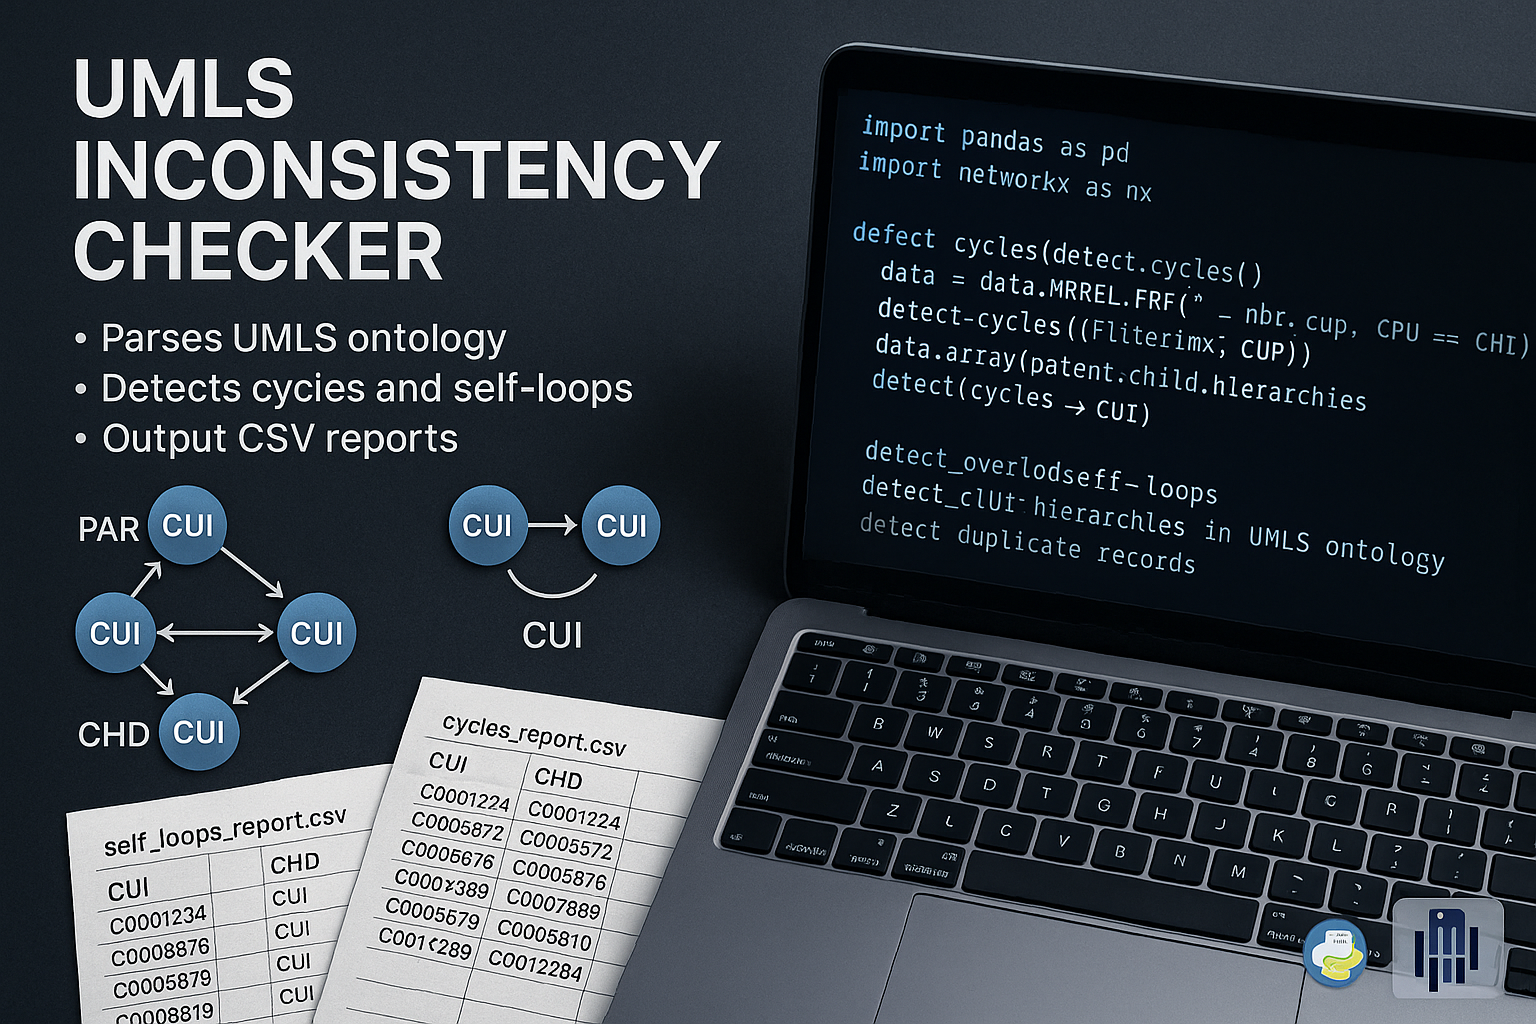 UMLS
INCONSISTENCY
CHECKER
• Parses UMLS ontology
• Detects cycies and self-loops
• Output CSV reports
PAR
CUI
CUI
CUI
CHD
CUI
CUI
CUI
CUI
self_loops_report.csv
CUI CHD
C0001234 CUI
C0008876 CUI
C0005879 CUI
C0008819 CUI
cycles_report.csv
CUI CHD
C0001224 C0001224
C0005872 C0005572
C0005676 C0005876
C0007889
C0005579 C0005810
C0012284
import pandas as pd
import networkx as nx
defect cycles(detect.cycles()
data = data.MRREL.FRF(" – nbr. cup, CPU == CHI)
detect-cycles((Fliterimx, CUP))
data.array(patent.child.hlerarchies
detect(cycles → CUI)
detect_overlodseff-loops
detect_clUt-hierarchles in UMLS ontology
detect duplicate records
B W S R T F U
A S D T G H J K L
Z L C V B N M